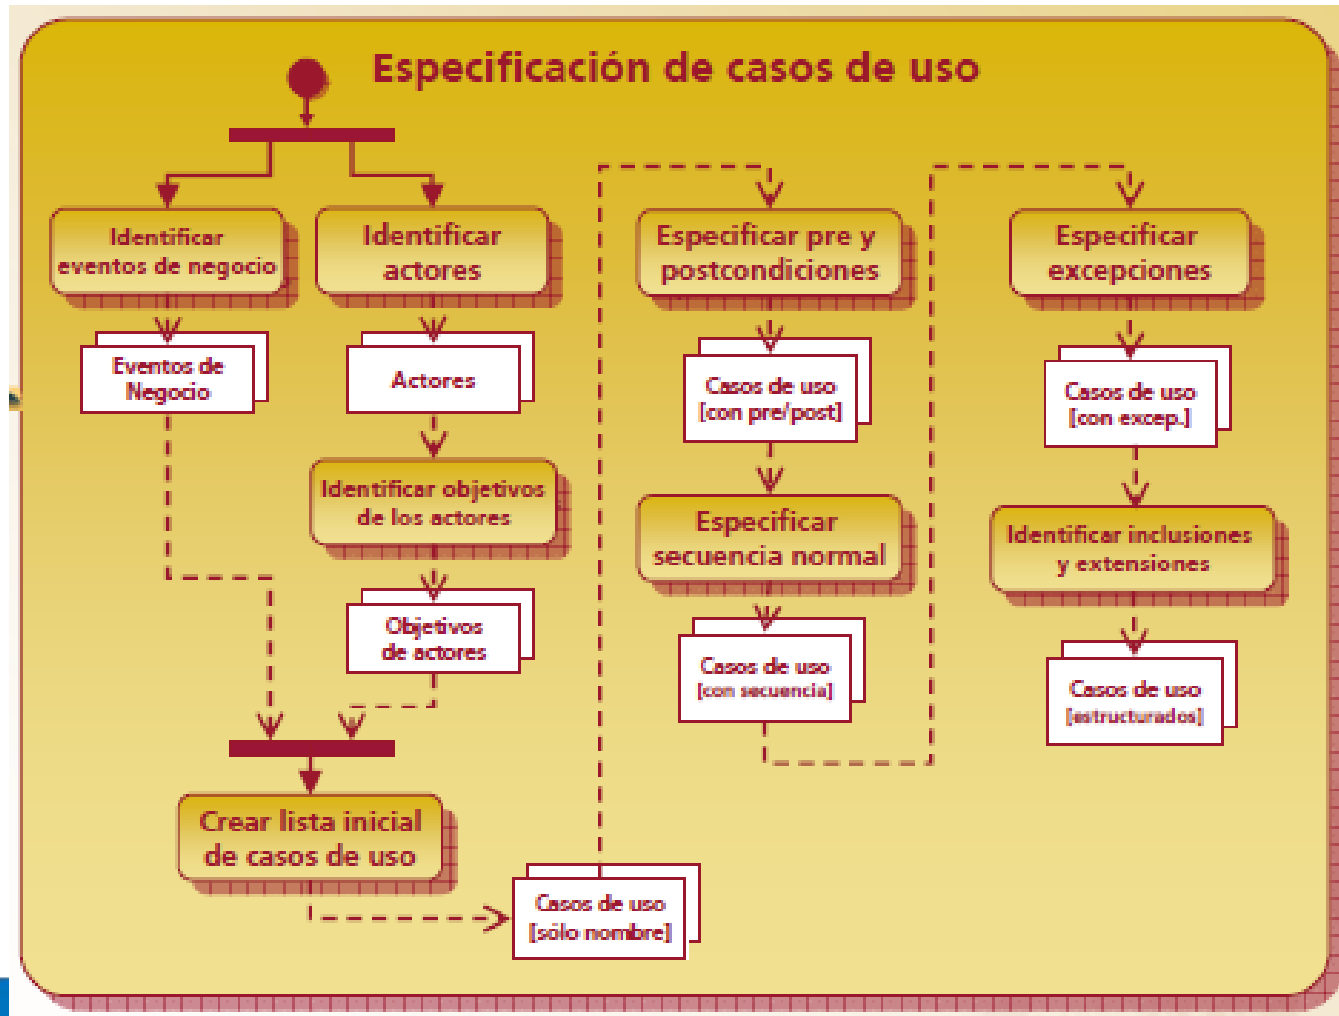 Especificación de casos de uso
Identificar
eventos de negocio
Eventos de
Negocio
Identificar
actores
Actores
Identificar objetivos
de los actores
Objetivos
de actores
Crear lista inicial
de casos de uso
Casos de uso
[sólo nombre]
Especificar pre y
postcondiciones
Casos de uso
[con pre/post]
Especificar
secuencia normal
Casos de uso
[con secuencia]
Especificar
excepciones
Casos de uso
[con excep.]
Identificar inclusiones
y extensiones
Casos de uso
[estructurados]